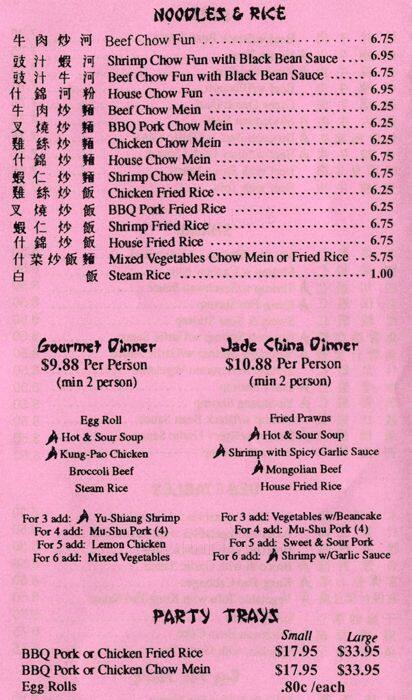 NOODLES & RICE
牛肉炒河 Beef Chow Fun 6.75
豉汁蝦河 Shrimp Chow Fun with Black Bean Sauce .... 6.95
豉汁牛河 Beef Chow Fun with Black Bean Sauce ...... 6.75
什錦河粉 House Chow Fun 6.95
牛肉炒麵 Beef Chow Mein 6.25
叉燒炒麵 BBQ Pork Chow Mein 6.25
雞絲炒麵 Chicken Chow Mein 6.25
什錦炒麵 House Chow Mein 6.75
蝦仁炒麵 Shrimp Chow Mein 6.75
雞絲炒飯 Chicken Fried Rice 6.25
叉燒炒飯 BBQ Pork Fried Rice 6.25
蝦仁炒飯 Shrimp Fried Rice 6.75
什錦炒飯 House Fried Rice 6.75
什菜炒飯麵 Mixed Vegetables Chow Mein or Fried Rice .. 5.75
白飯 Steam Rice 1.00
Gourmet Dinner
$9.88 Per Person
(min 2 person)
Egg Roll
Hot & Sour Soup
Kung-Pao Chicken
Broccoli Beef
Steam Rice
For 3 add: Yu-Shiang Shrimp
For 4 add: Mu-Shu Pork (4)
For 5 add: Lemon Chicken
For 6 add: Mixed Vegetables
Jade China Dinner
$10.88 Per Person
(min 2 person)
Fried Prawns
Hot & Sour Soup
Shrimp with Spicy Garlic Sauce
Mongolian Beef
House Fried Rice
For 3 add: Vegetables w/Beancake
For 4 add: Mu-Shu Pork (4)
For 5 add: Sweet & Sour Pork
For 6 add: Shrimp w/Garlic Sauce
PARTY TRAYS
Small Large
BBQ Pork or Chicken Fried Rice $17.95 $33.95
BBQ Pork or Chicken Chow Mein $17.95 $33.95
Egg Rolls .80c /each